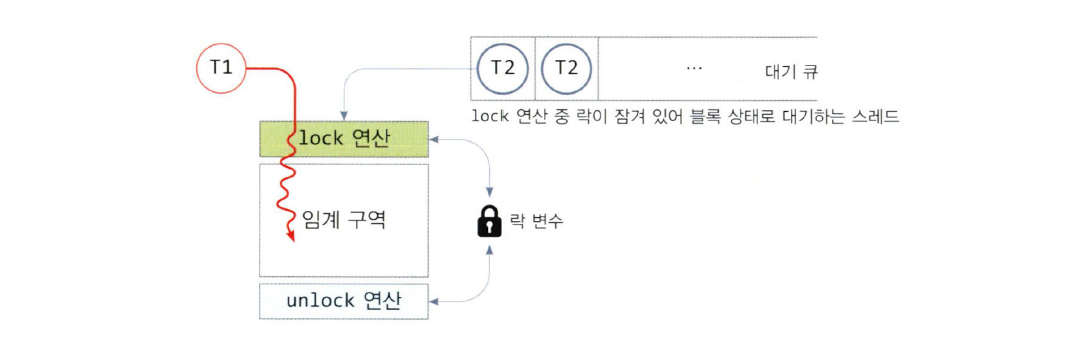 T1
T2
T2
...
대기 큐
lock 연산 중 락이 잠겨 있어 블록 상태로 대기하는 스레드
lock 연산
임계 구역
락 변수
unlock 연산